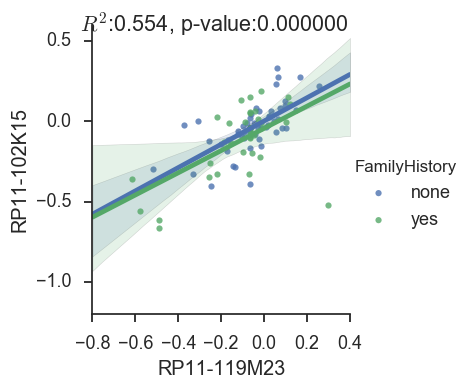 R²:0.554, p-value:0.000000
0.5
0.0
−0.5
−1.0
RP11-102K15
FamilyHistory
none
yes
−0.8 −0.6 −0.4 −0.2 0.0 0.2 0.4
RP11-119M23